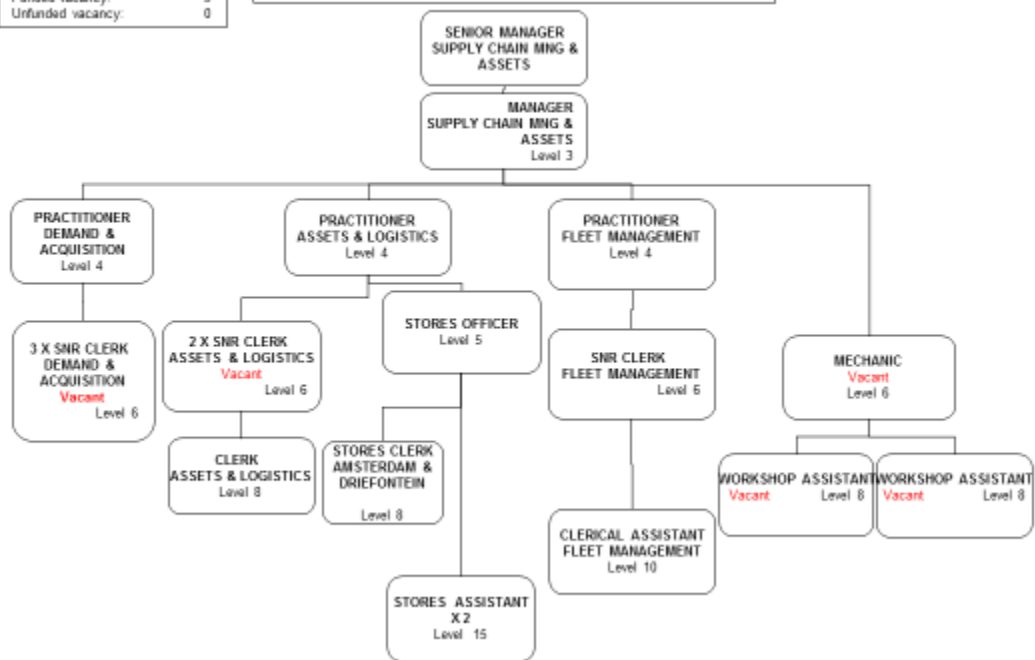 Unfunded vacancy: 0
SENIOR MANAGER
SUPPLY CHAIN MNG &
ASSETS
MANAGER
SUPPLY CHAIN MNG &
ASSETS
Level 3
PRACTITIONER
DEMAND &
ACQUISITION
Level 4
PRACTITIONER
ASSETS & LOGISTICS
Level 4
PRACTITIONER
FLEET MANAGEMENT
Level 4
3 X SNR CLERK
DEMAND &
ACQUISITION
Vacant
Level 6
2 X SNR CLERK
ASSETS & LOGISTICS
Vacant
Level 6
STORES OFFICER
Level 5
SNR CLERK
FLEET MANAGEMENT
Level 6
MECHANIC
Vacant
Level 6
CLERK
ASSETS & LOGISTICS
Level 8
STORES CLERK
AMSTERDAM &
DRIEFONTEIN
Level 8
WORKSHOP ASSISTANT
Vacant Level 8
WORKSHOP ASSISTANT
Vacant Level 8
CLERICAL ASSISTANT
FLEET MANAGEMENT
Level 10
STORES ASSISTANT
X 2
Level 15